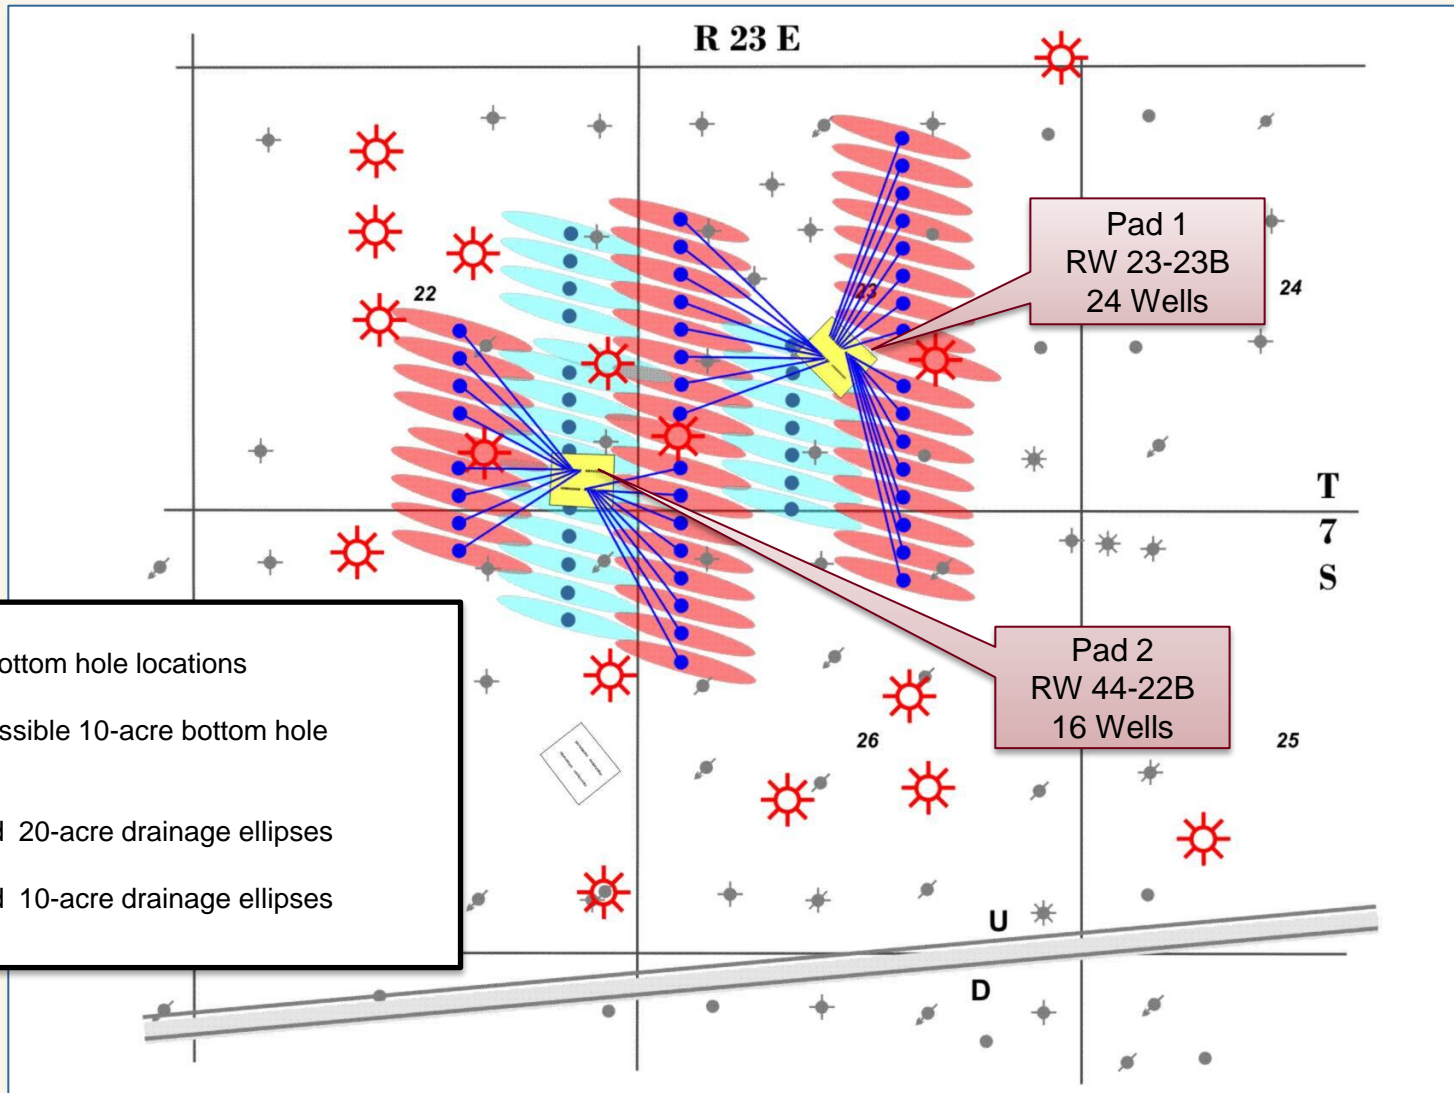 R 23 E
Pad 1
RW 23-23B
24 Wells
22
23
24
T
7
S
ottom hole locations
ssible 10-acre bottom hole
20-acre drainage ellipses
10-acre drainage ellipses
Pad 2
RW 44-22B
16 Wells
26
25
U
D